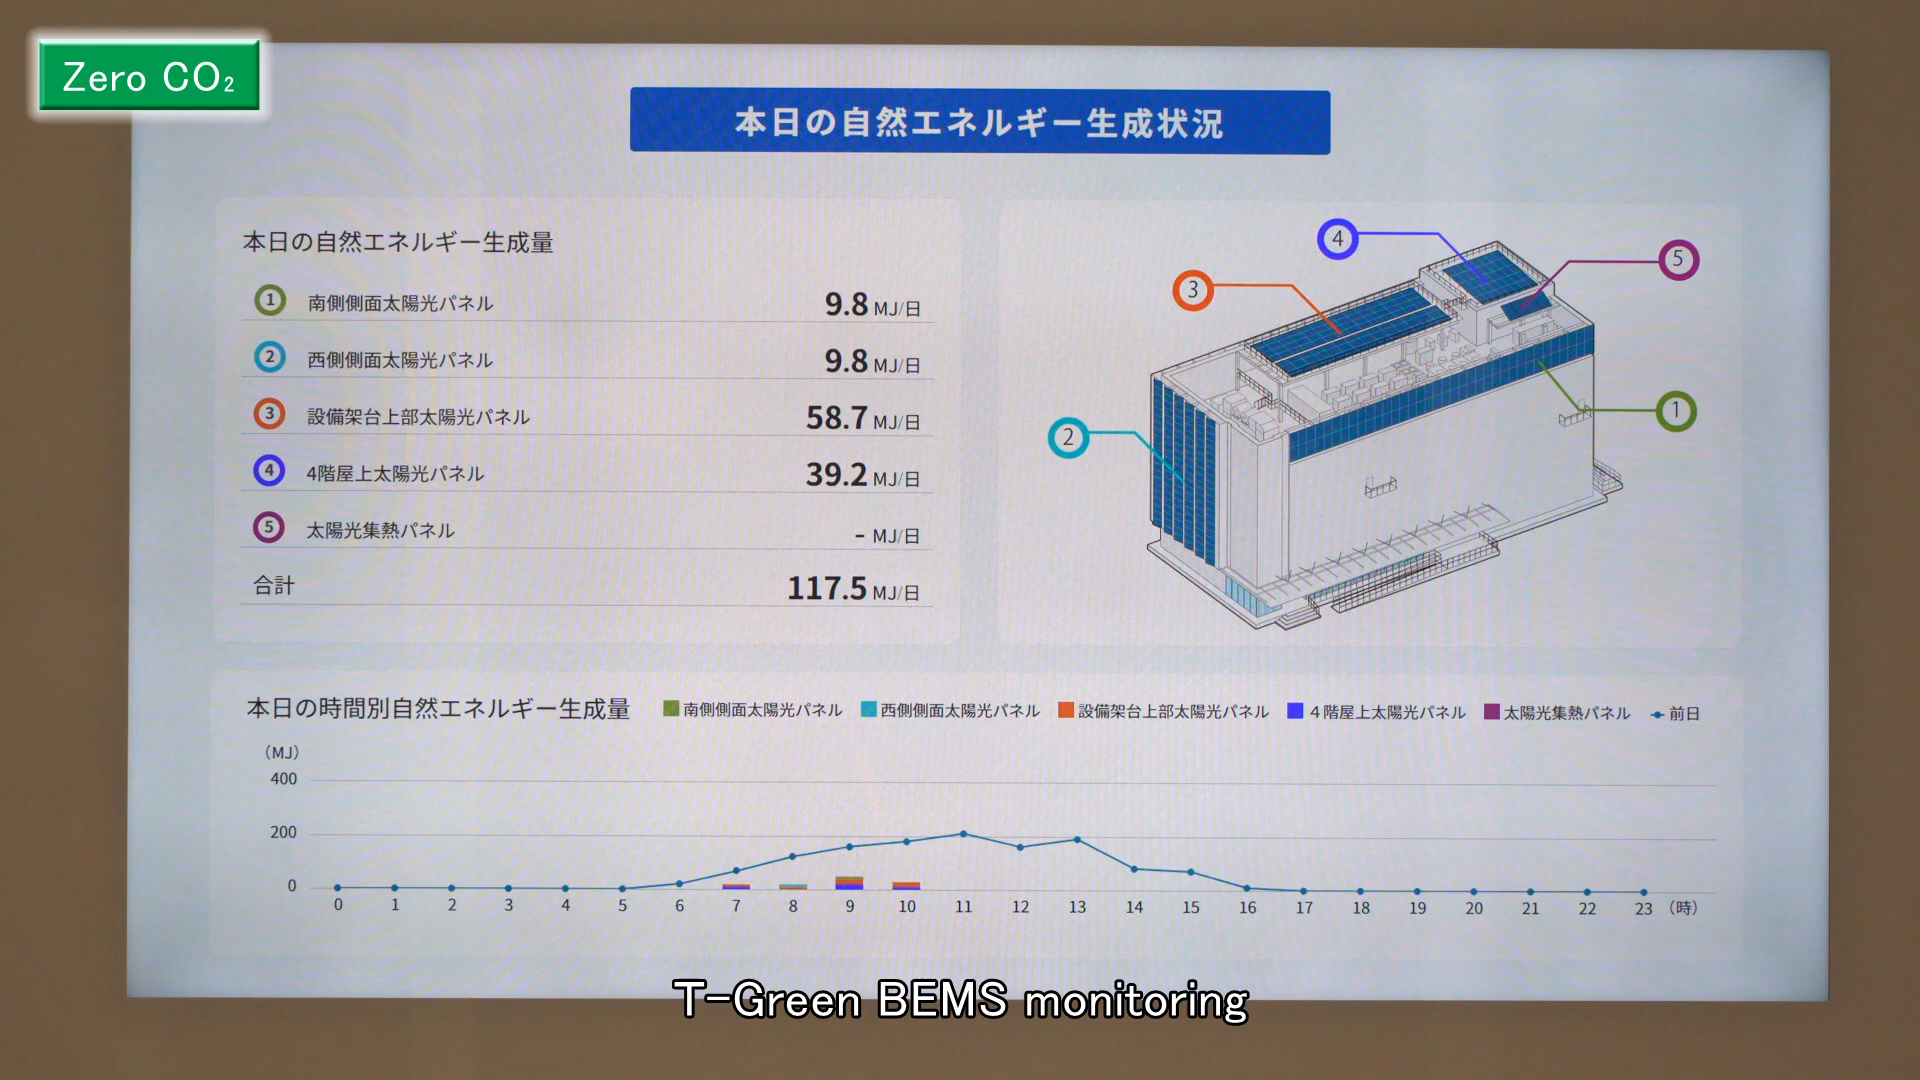 Zero CO₂
本日の自然エネルギー生成状況
本日の自然エネルギー生成量
1 南側側面太陽光パネル 9.8 MJ/日
2 西側側面太陽光パネル 9.8 MJ/日
3 設備架台上部太陽光パネル 58.7 MJ/日
4 4階屋上太陽光パネル 39.2 MJ/日
5 太陽光集熱パネル - MJ/日
合計 117.5 MJ/日
4
5
3
1
2
本日の時間別自然エネルギー生成量 南側側面太陽光パネル 西側側面太陽光パネル 設備架台上部太陽光パネル 4階屋上太陽光パネル 太陽光集熱パネル 前日
(MJ)
400
200
0
0 1 2 3 4 5 6 7 8 9 10 11 12 13 14 15 16 17 18 19 20 21 22 23 (時)
T-Green BEMS monitoring